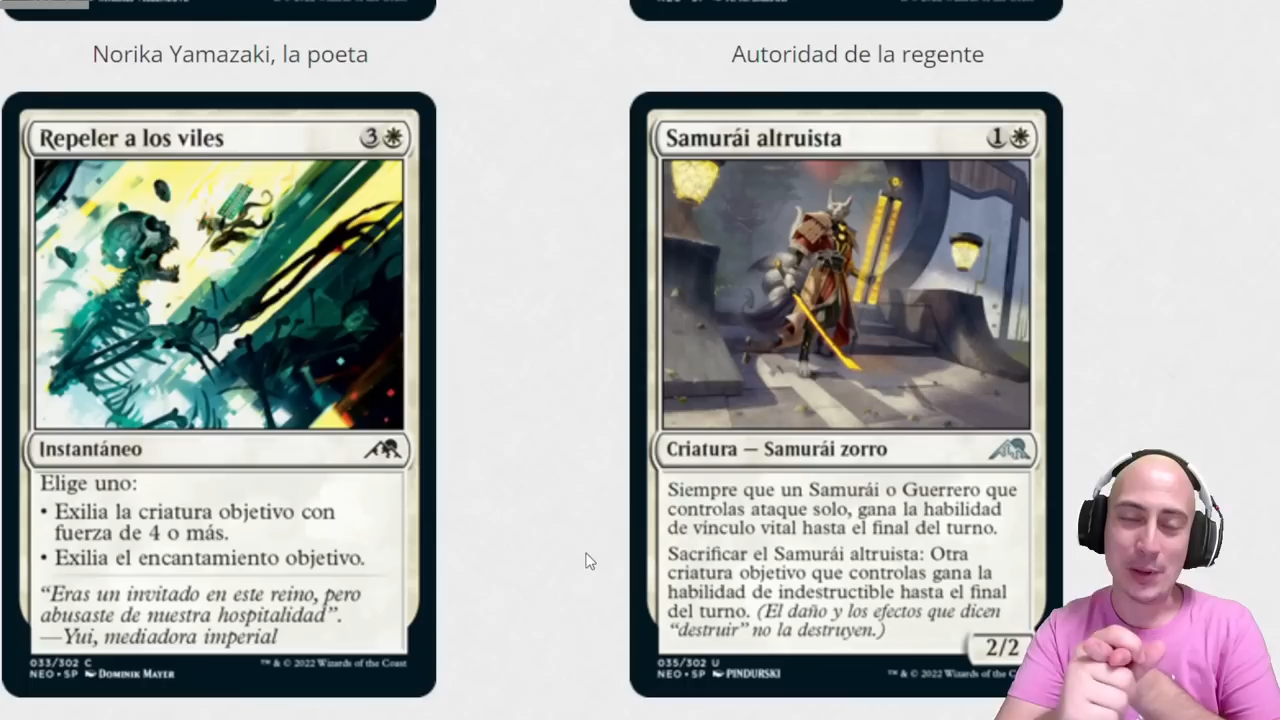 Norika Yamazaki, la poeta
Autoridad de la regente
Repeler a los viles
3
Instantáneo
Elige uno:
• Exilia la criatura objetivo con
fuerza de 4 o más.
• Exilia el encantamiento objetivo.
“Eras un invitado en este reino, pero
abusaste de nuestra hospitalidad”.
—Yui, mediadora imperial
033/302 C
NEO • SP DOMINIK MAYER
™ & © 2022 Wizards of the Coast
Samurái altruista
1
Criatura — Samurái zorro
Siempre que un Samurái o Guerrero que
controlas ataque solo, gana la habilidad
de vínculo vital hasta el final del turno.
Sacrificar el Samurái altruista: Otra
criatura objetivo que controlas gana la
habilidad de indestructible hasta el final
del turno. (El daño y los efectos que dicen
“destruir” no la destruyen.)
2/2
035/302 U
NEO • SP PINDURSKI
™ & © 2022 Wizards of the